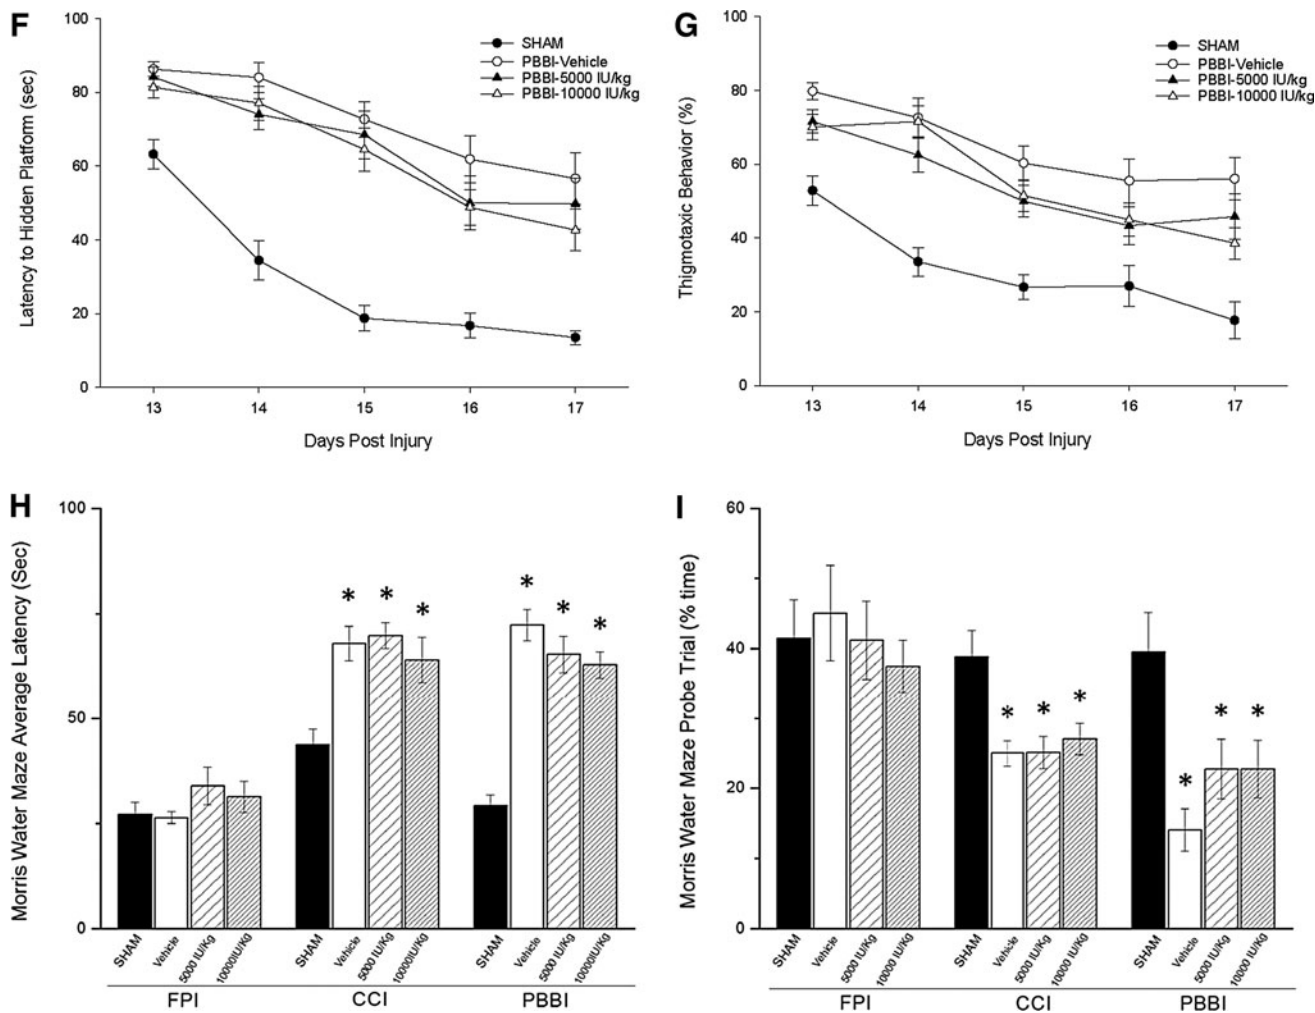 F
100
80
60
40
20
0
Latency to Hidden Platform (sec)
SHAM
PBBI-Vehicle
PBBI-5000 IU/kg
PBBI-10000 IU/kg
13 14 15 16 17
Days Post Injury
G
100
80
60
40
20
0
Thigmotaxic Behavior (%)
SHAM
PBBI-Vehicle
PBBI-5000 IU/kg
PBBI-10000 IU/kg
13 14 15 16 17
Days Post Injury
H
100
50
0
Morris Water Maze Average Latency (Sec)
* * * * * *
SHAM Vehicle 5000 IU/Kg 10000IU/Kg SHAM Vehicle 5000 IU/Kg 10000IU/Kg SHAM Vehicle 5000 IU/Kg 10000IU/Kg
FPI CCI PBBI
I
60
40
20
0
Morris Water Maze Probe Trial (% time)
* * * * * *
SHAM Vehicle 5000 IU/Kg 10000 IU/Kg SHAM Vehicle 5000 IU/Kg 10000 IU/Kg SHAM Vehicle 5000 IU/Kg 10000 IU/Kg
FPI CCI PBBI